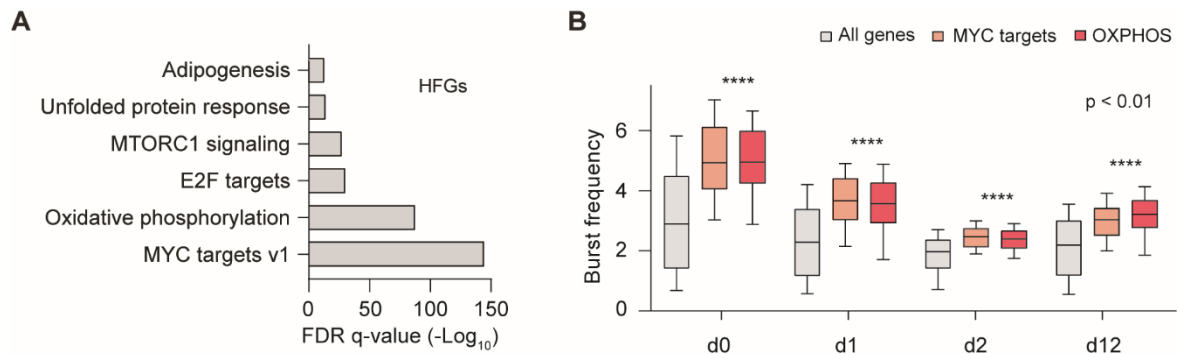 A
Adipogenesis
Unfolded protein response
MTORC1 signaling
E2F targets
Oxidative phosphorylation
MYC targets v1
HFGs
0 50 100 150
FDR q-value (-Log₁₀)
B
All genes MYC targets OXPHOS
p < 0.01
Burst frequency
6
4
2
0
****
****
****
****
d0 d1 d2 d12